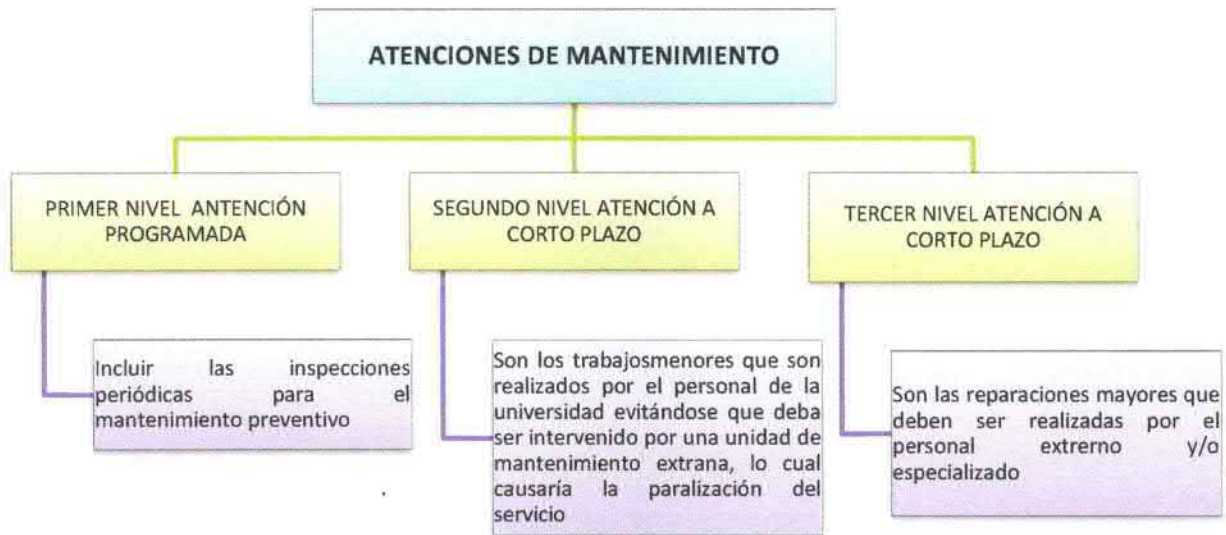 ATENCIONES DE MANTENIMIENTO
PRIMER NIVEL ANTENCIÓN
PROGRAMADA
Incluir las inspecciones
periódicas para el
mantenimiento preventivo
SEGUNDO NIVEL ATENCIÓN A
CORTO PLAZO
Son los trabajosmenores que son
realizados por el personal de la
universidad evitándose que deba
ser intervenido por una unidad de
mantenimiento extrana, lo cual
causaría la paralización del
servicio
TERCER NIVEL ATENCIÓN A
CORTO PLAZO
Son las reparaciones mayores que
deben ser realizadas por el
personal extrerno y/o
especializado